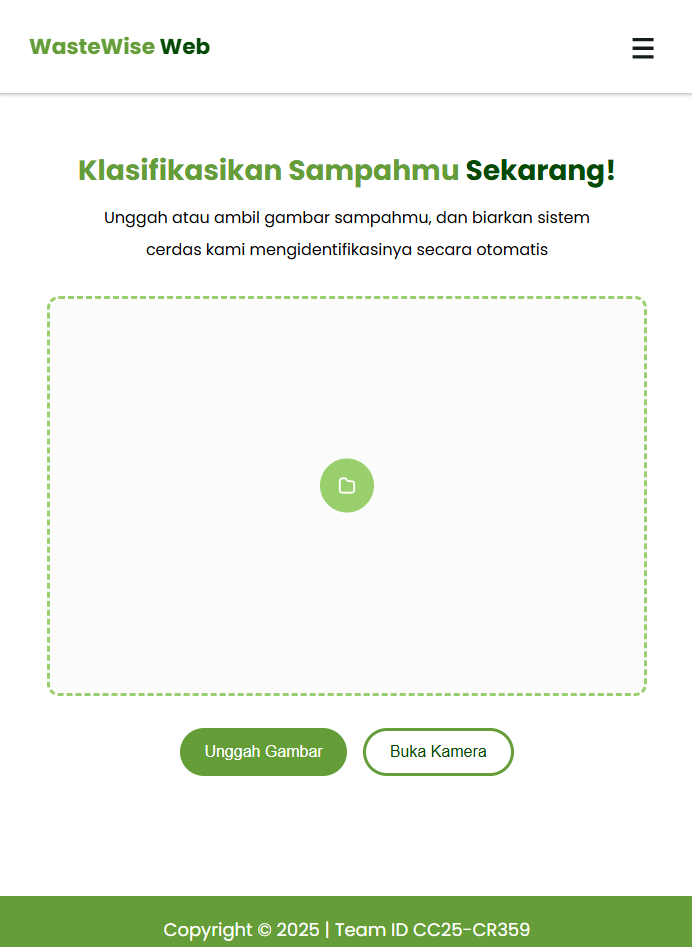 WasteWise Web
Klasifikasikan Sampahmu Sekarang!
Unggah atau ambil gambar sampahmu, dan biarkan sistem
cerdas kami mengidentifikasinya secara otomatis
Unggah Gambar
Buka Kamera
Copyright © 2025 | Team ID CC25-CR359